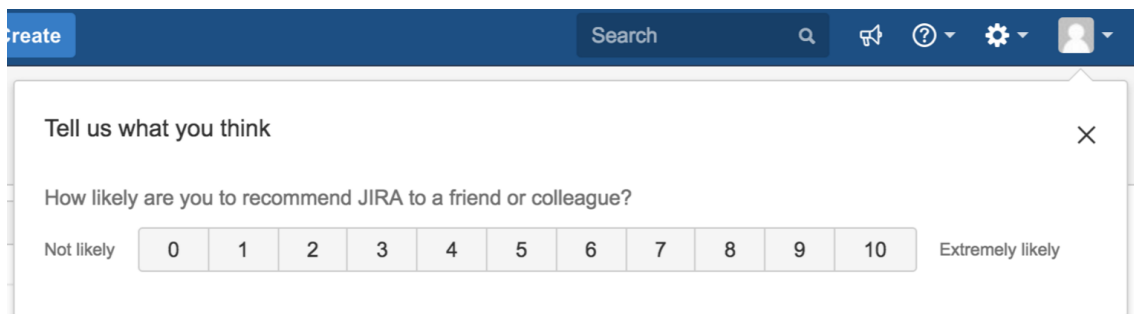 Create Search
Tell us what you think
How likely are you to recommend JIRA to a friend or colleague?
Not likely 0 1 2 3 4 5 6 7 8 9 10 Extremely likely